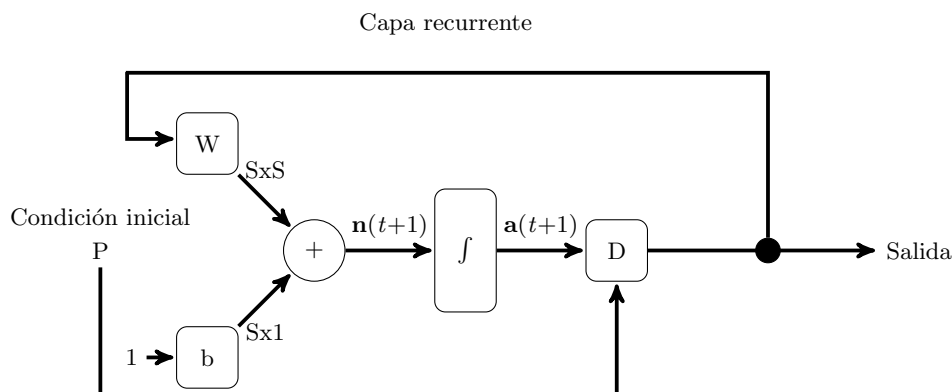 Capa recurrente
W
SxS
Condición inicial
P
+
n(t+1)
∫
a(t+1)
D
Salida
Sx1
1
b